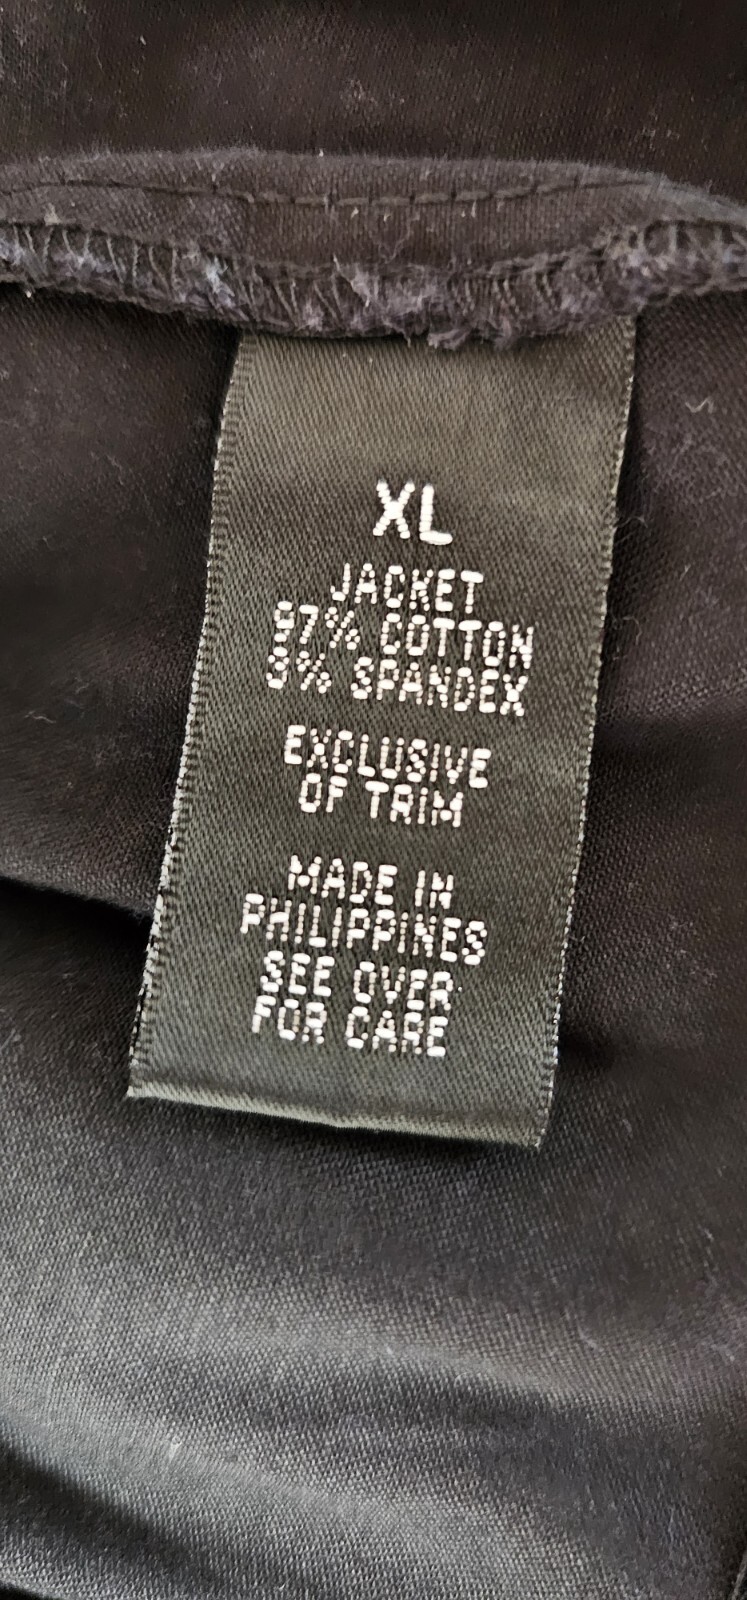 XL
JACKET
97% COTTON
3% SPANDEX
EXCLUSIVE
OF TRIM
MADE IN
PHILIPPINES
SEE OVER
FOR CARE